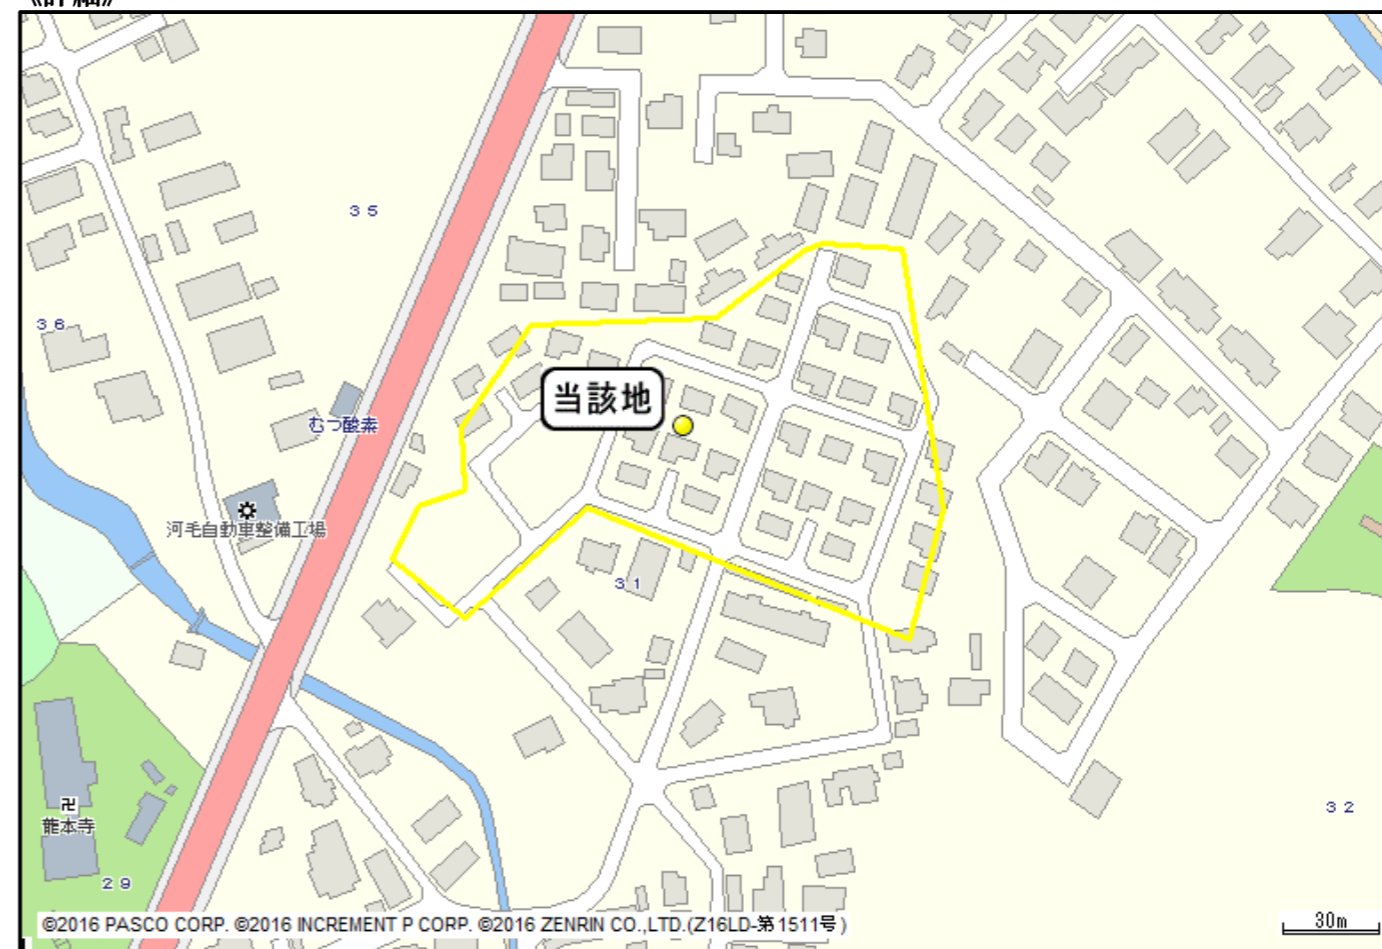 《詳細》
３５
３６
当該地
むつ酸素
河毛自動車整備工場
３１
卍
龍本寺
３２
２９
©2016 PASCO CORP. ©2016 INCREMENT P CORP. ©2016 ZENRIN CO.,LTD.(Z16LD-第1511号)
30m